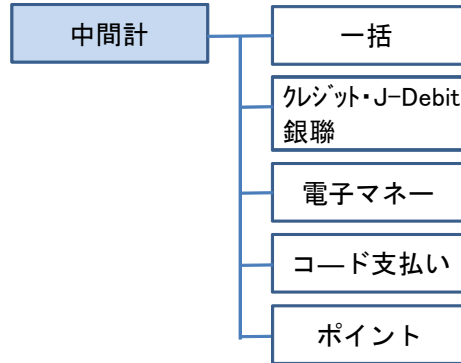 中間計
一括
ｸﾚｼﾞｯﾄ・J-Debit
銀聯
電子マネー
コ―ド支払い
ポイント